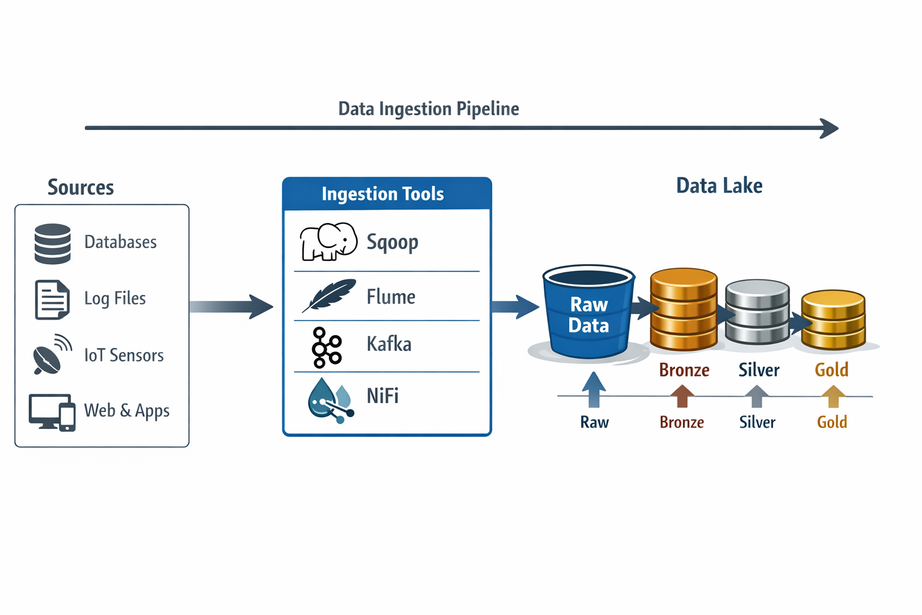 Data Ingestion Pipeline
Sources
Databases
Log Files
IoT Sensors
Web & Apps
Ingestion Tools
Sqoop
Flume
Kafka
NiFi
Data Lake
Raw
Data
Bronze
Silver
Gold
Raw
Bronze
Silver
Gold